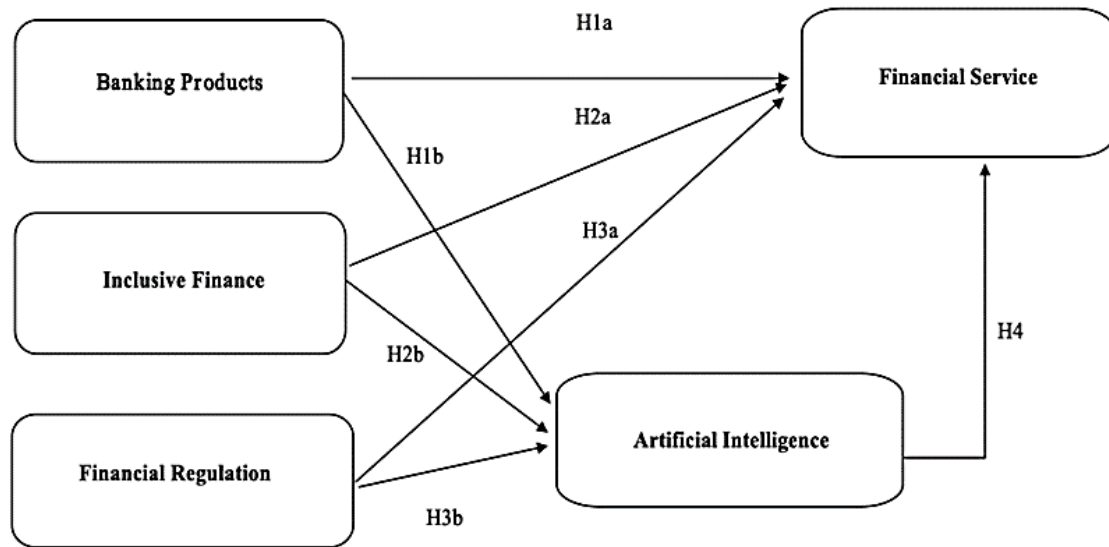 H1a
Banking Products
Financial Service
H2a
H1b
H3a
Inclusive Finance
H2b
H4
Artificial Intelligence
Financial Regulation
H3b